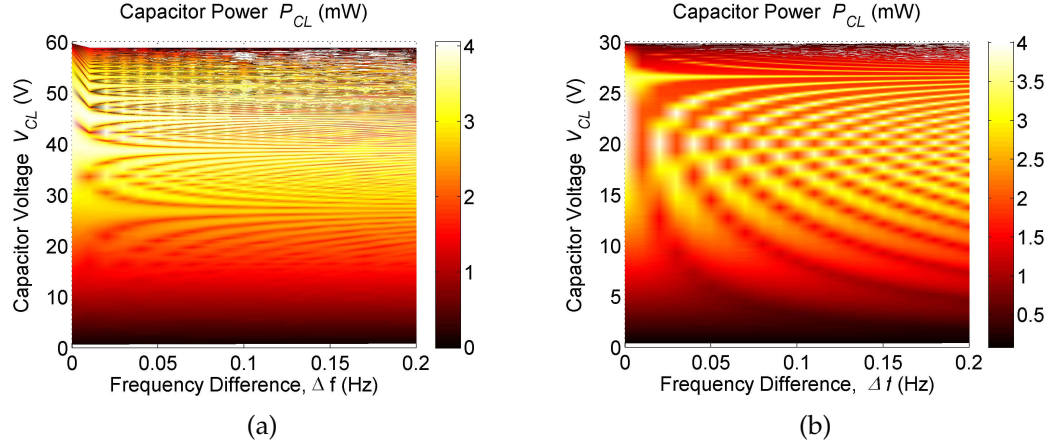 Capacitor Power P_CL (mW)
Capacitor Voltage V_CL (V)
60
50
40
30
20
10
0
0 0.05 0.1 0.15 0.2
Frequency Difference, Δ f (Hz)
4
3
2
1
0
(a)
Capacitor Power P_CL (mW)
Capacitor Voltage V_CL (V)
30
25
20
15
10
5
0
0 0.05 0.1 0.15 0.2
Frequency Difference, Δ f (Hz)
4
3.5
3
2.5
2
1.5
1
0.5
(b)